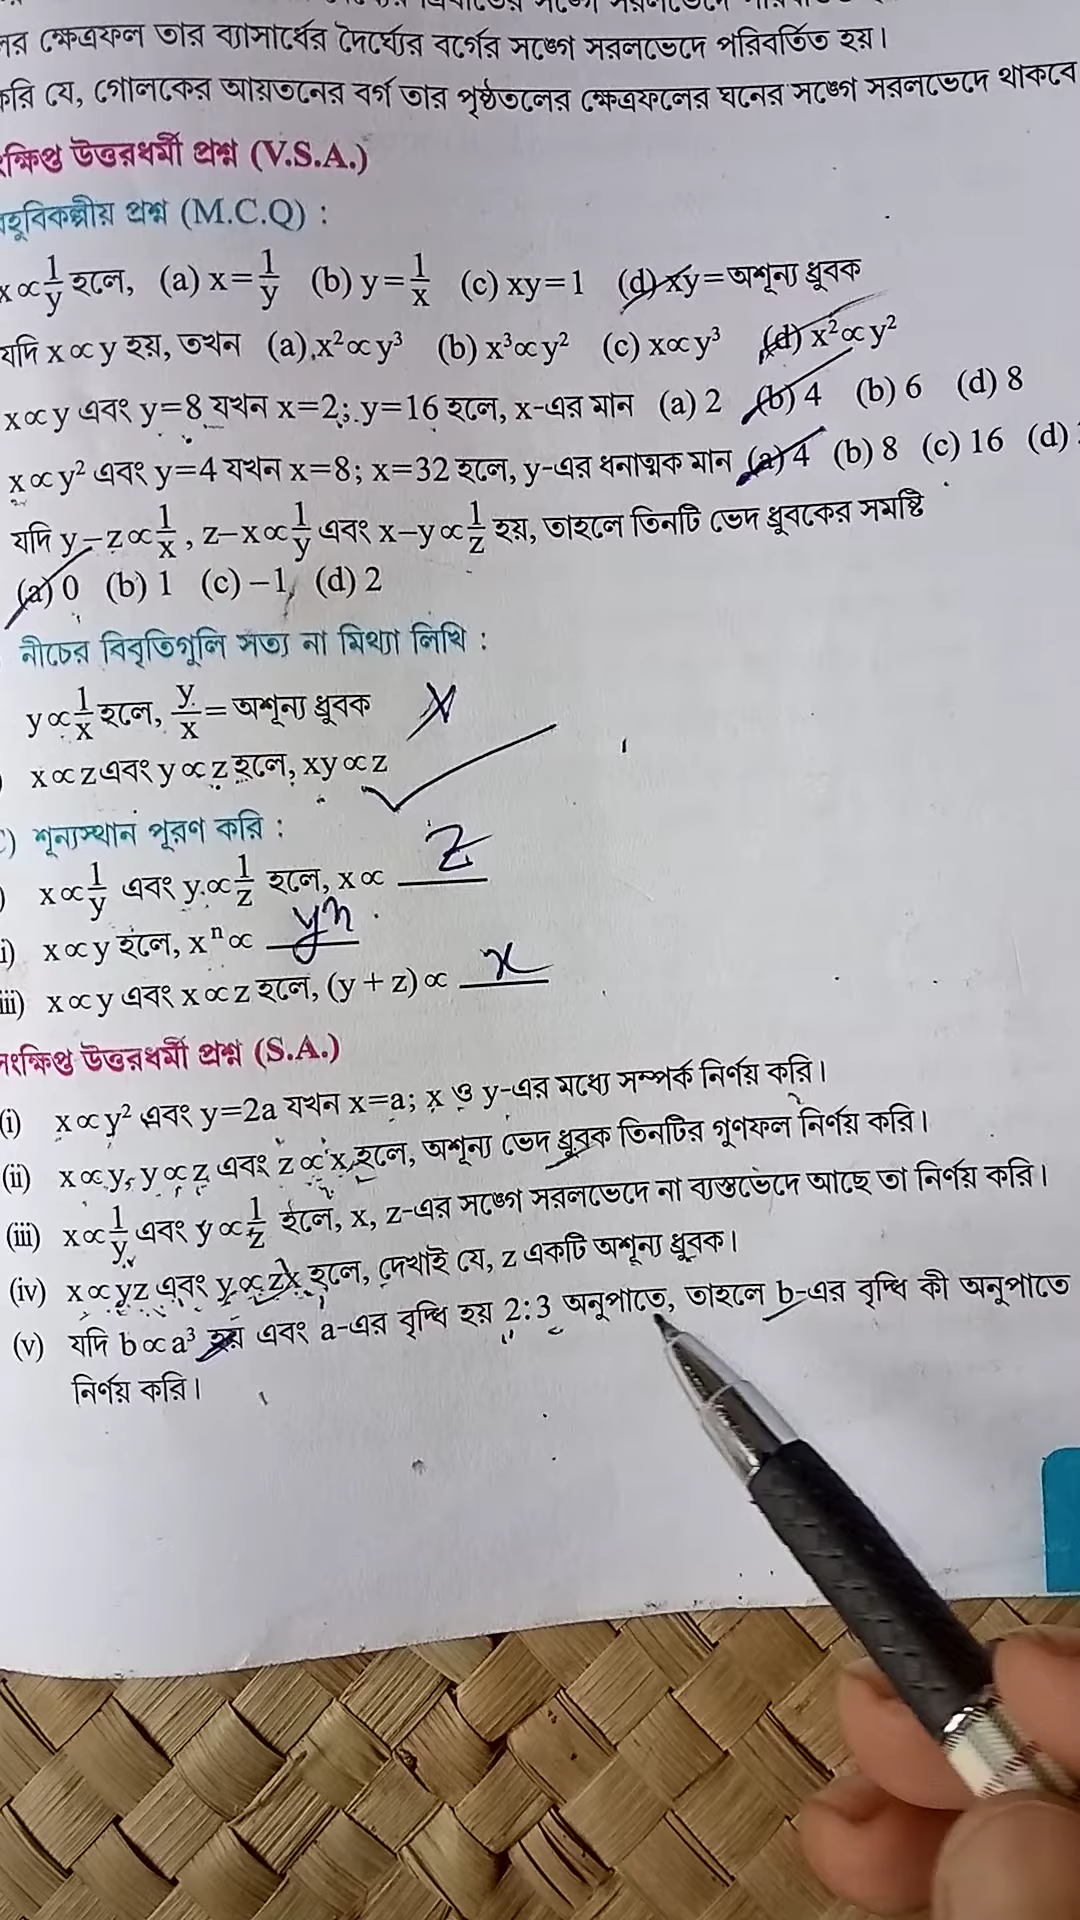 ক্ষেত্রফল তার ব্যাসার্ধের দৈর্ঘ্যের বর্গের সঙ্গে সরলভেদে পরিবর্তিত হয়।
যে, গোলকের আয়তনের বর্গ তার পৃষ্ঠতলের ক্ষেত্রফলের ঘনের সঙ্গে সরলভেদে থাকবে
উত্তরধর্মী প্রশ্ন (V.S.A.)
প্রশ্ন (M.C.Q) :
x∝1/y হলে, (a) x=1/y (b) y=1/x (c) xy=1 (d) xy=অশূন্য ধ্রুবক
যদি x∝y হয়, তখন (a) x²∝y³ (b) x³∝y² (c) x∝y³ (d) x²∝y²
x∝y এবং y=8 যখন x=2; y=16 হলে, x-এর মান (a) 2 (b) 4 (b) 6 (d) 8
x∝y² এবং y=4 যখন x=8; x=32 হলে, y-এর ধনাত্মক মান (a) 4 (b) 8 (c) 16 (d)
যদি y−z∝1/x, z−x∝1/y এবং x−y∝1/z হয়, তাহলে তিনটি ভেদ ধ্রুবকের সমষ্টি
(a) 0 (b) 1 (c) −1 (d) 2
নীচের বিবৃতিগুলি সত্য না মিথ্যা লিখি :
y∝1/x হলে, y/x = অশূন্য ধ্রুবক ✗
x∝z এবং y∝z হলে, xy∝z ✓
) শূন্যস্থান পূরণ করি :
) x∝1/y এবং y∝1/z হলে, x∝ z
i) x∝y হলে, xⁿ∝ yn
iii) x∝y এবং x∝z হলে, (y + z)∝ x
উত্তরধর্মী প্রশ্ন (S.A.)
(i) x∝y² এবং y=2a যখন x=a; x ও y-এর মধ্যে সম্পর্ক নির্ণয় করি।
(ii) x∝y, y∝z এবং z∝x হলে, অশূন্য ভেদ ধ্রুবক তিনটির গুণফল নির্ণয় করি।
(iii) x∝1/y এবং y∝1/z হলে, x, z-এর সঙ্গে সরলভেদে না ব্যস্তভেদে আছে তা নির্ণয় করি।
(iv) x∝yz এবং y∝zx হলে, দেখাই যে, z একটি অশূন্য ধ্রুবক।
(v) যদি b∝a³ হয় এবং a-এর বৃদ্ধি হয় 2:3 অনুপাতে, তাহলে b-এর বৃদ্ধি কী অনুপাতে
নির্ণয় করি।